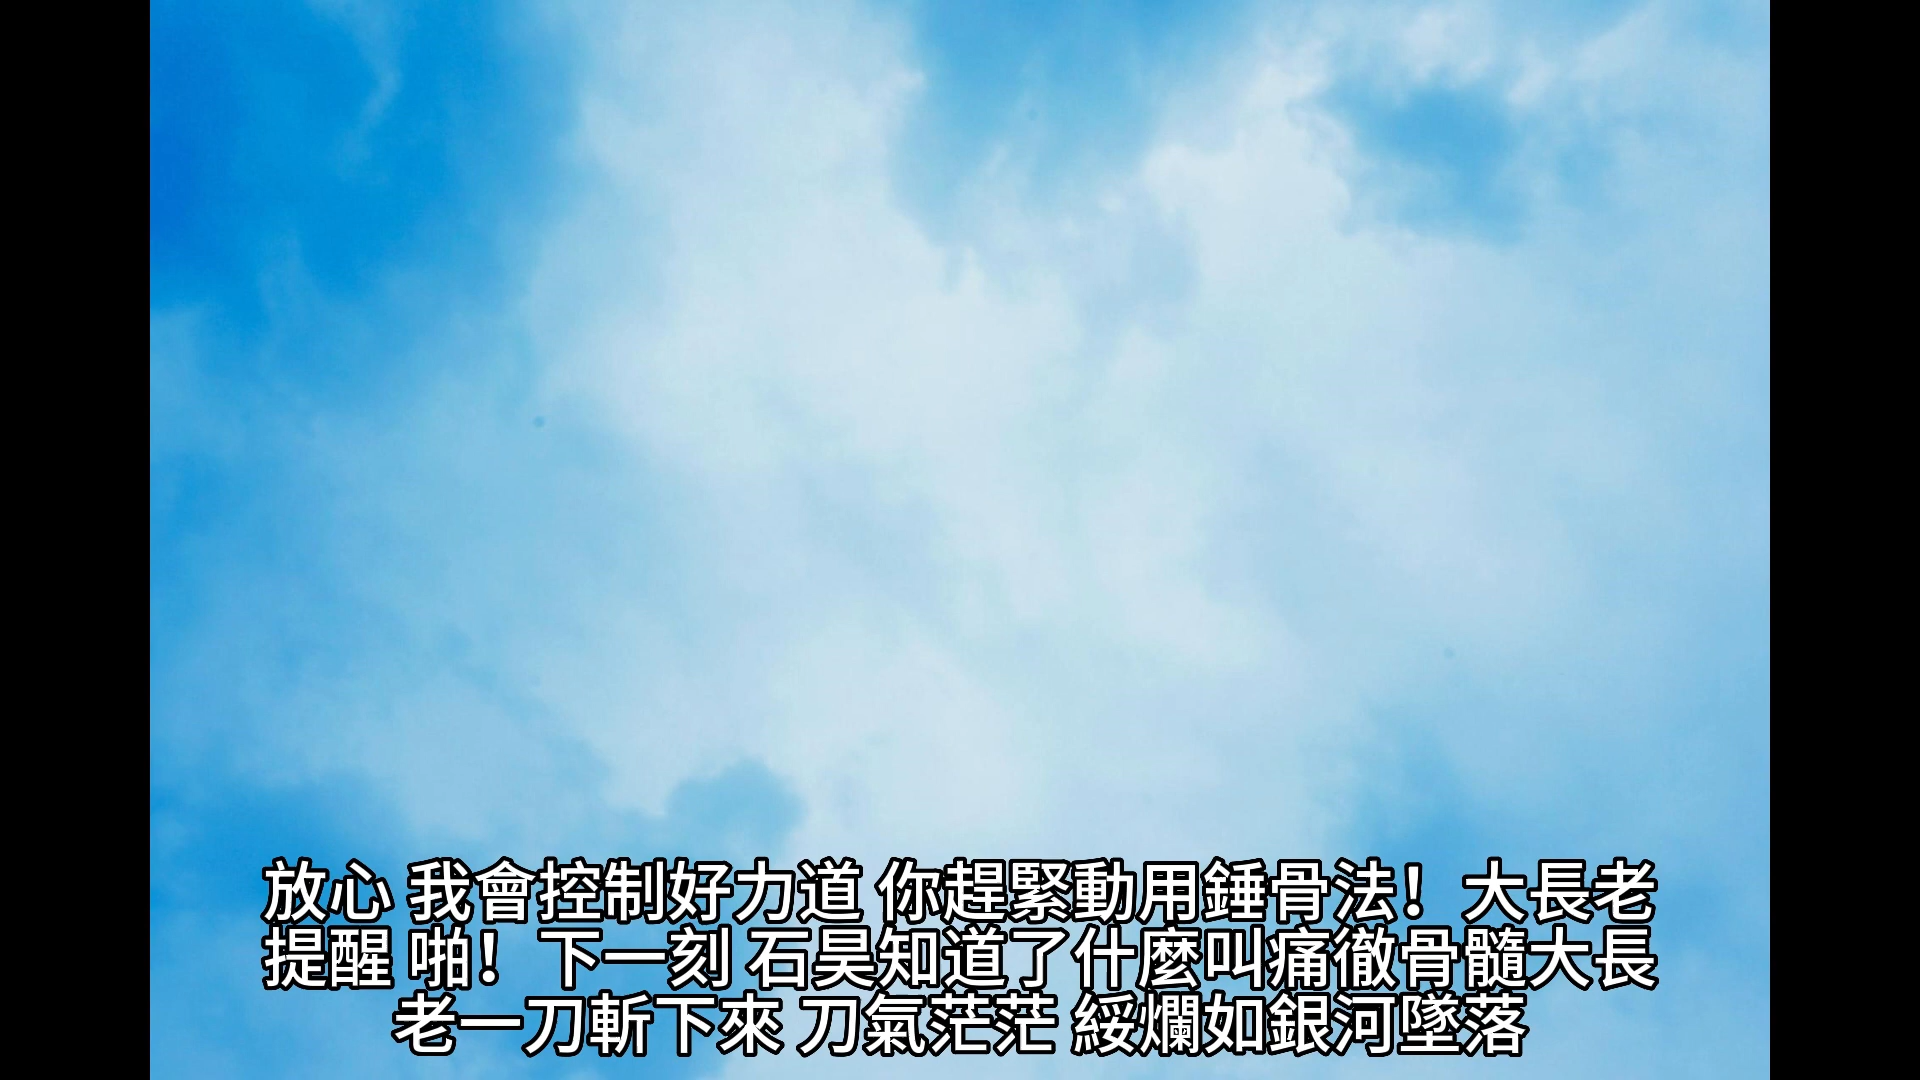 放心 我會控制好力道 你趕緊動用錘骨法！大長老
提醒 啪！下一刻 石昊知道了什麼叫痛徹骨髓大長
老一刀斬下來 刀氣茫茫 綏爛如銀河墜落